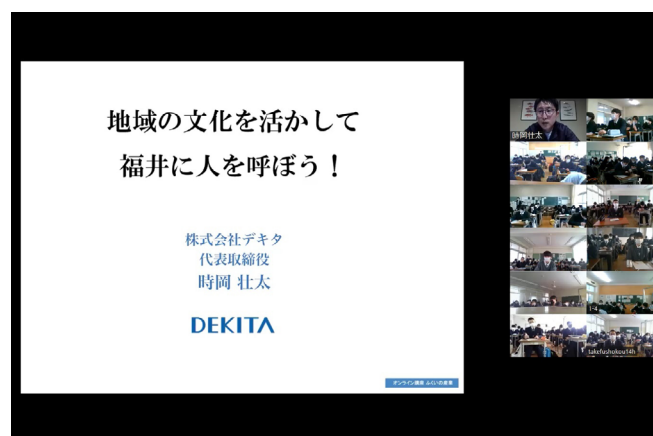 地域の文化を活かして
福井に人を呼ぼう！
株式会社デキタ
代表取締役
時岡 壮太
DEKITA
オンライン講座 ふくいの産業
時岡壮太
1-4
takefushukou14h